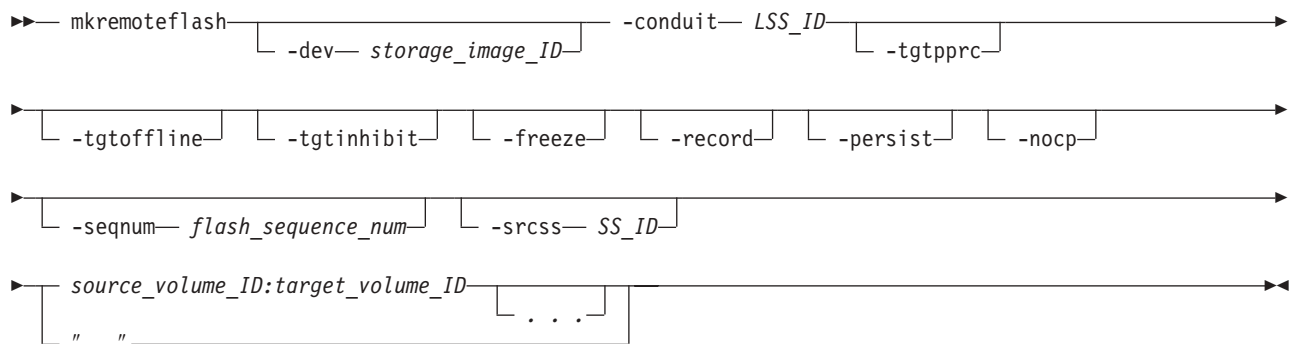 mkremoteflash -conduit LSS_ID
-dev storage_image_ID -tgtpprc
-tgtoffline -tgtinhibit -freeze -record -persist -nocp
-seqnum flash_sequence_num -srcss SS_ID
source_volume_ID:target_volume_ID
. . .
" "